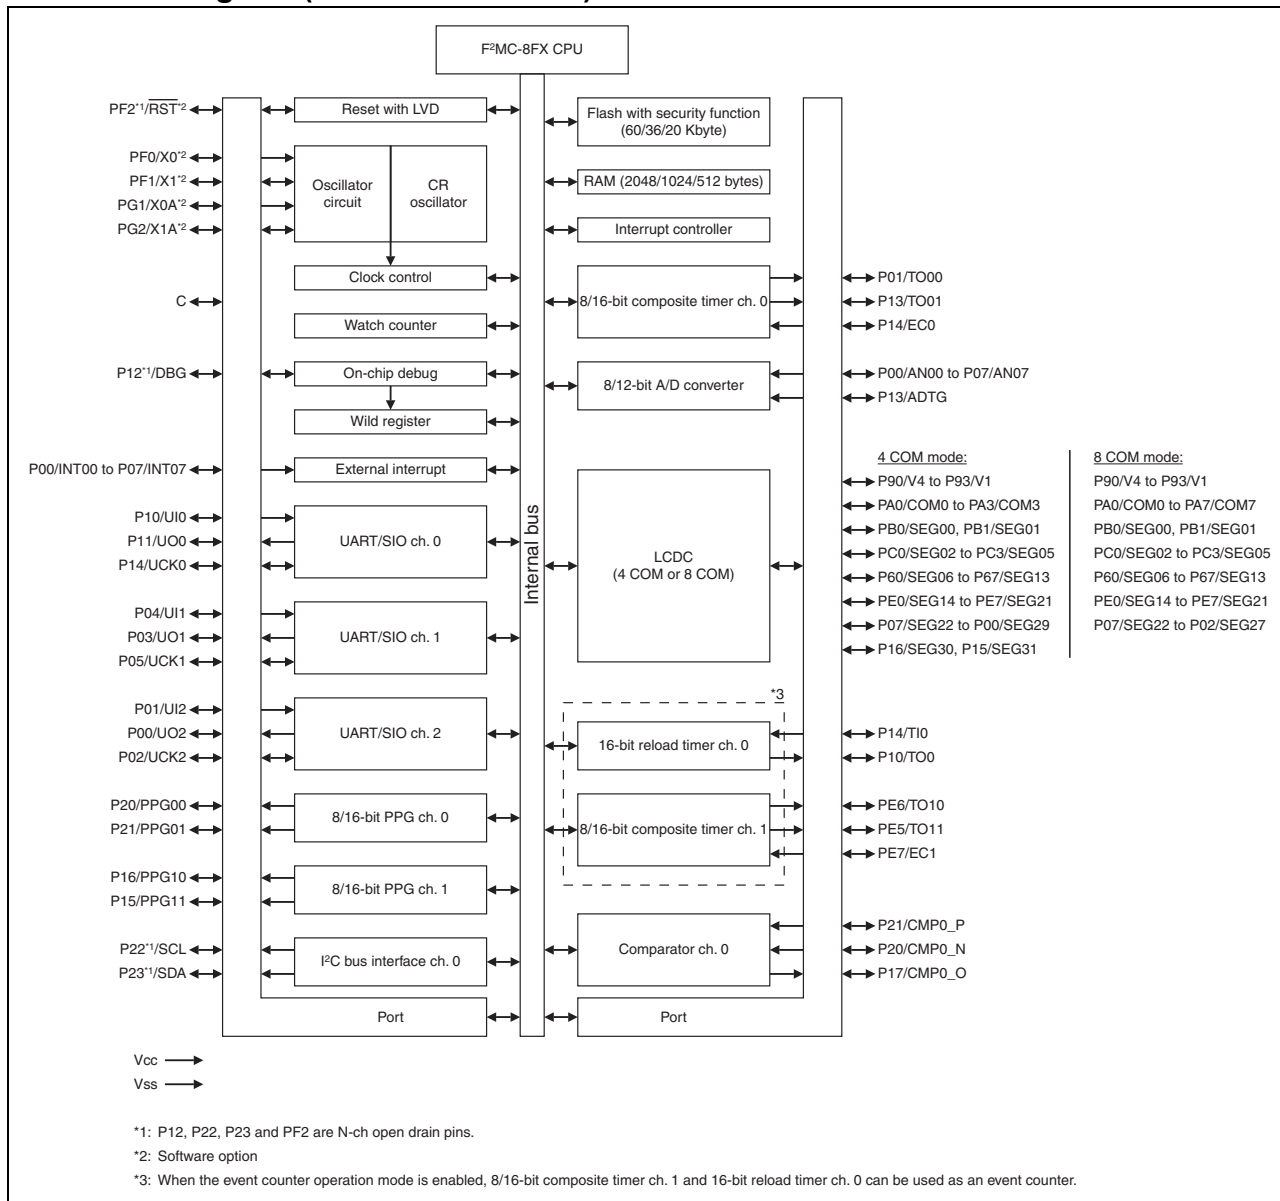 F²MC-8FX CPU
PF2*1/RST*2
Reset with LVD
Flash with security function
(60/36/20 Kbyte)
PF0/X0*2
PF1/X1*2
PG1/X0A*2
PG2/X1A*2
Oscillator
circuit
CR
oscillator
RAM (2048/1024/512 bytes)
Interrupt controller
Clock control
C
Watch counter
8/16-bit composite timer ch. 0
P01/TO00
P13/TO01
P14/EC0
P12*1/DBG
On-chip debug
Wild register
8/12-bit A/D converter
P00/AN00 to P07/AN07
P13/ADTG
P00/INT00 to P07/INT07
External interrupt
Internal bus
P10/UI0
P11/UO0
P14/UCK0
UART/SIO ch. 0
P04/UI1
P03/UO1
P05/UCK1
UART/SIO ch. 1
LCDC
(4 COM or 8 COM)
4 COM mode:
P90/V4 to P93/V1
PA0/COM0 to PA3/COM3
PB0/SEG00, PB1/SEG01
PC0/SEG02 to PC3/SEG05
P60/SEG06 to P67/SEG13
PE0/SEG14 to PE7/SEG21
P07/SEG22 to P00/SEG29
P16/SEG30, P15/SEG31
8 COM mode:
P90/V4 to P93/V1
PA0/COM0 to PA7/COM7
PB0/SEG00, PB1/SEG01
PC0/SEG02 to PC3/SEG05
P60/SEG06 to P67/SEG13
PE0/SEG14 to PE7/SEG21
P07/SEG22 to P02/SEG27
P01/UI2
P00/UO2
P02/UCK2
UART/SIO ch. 2
*3
16-bit reload timer ch. 0
P14/TI0
P10/TO0
P20/PPG00
P21/PPG01
8/16-bit PPG ch. 0
8/16-bit composite timer ch. 1
PE6/TO10
PE5/TO11
PE7/EC1
P16/PPG10
P15/PPG11
8/16-bit PPG ch. 1
P22*1/SCL
P23*1/SDA
I²C bus interface ch. 0
Comparator ch. 0
P21/CMP0_P
P20/CMP0_N
P17/CMP0_O
Port
Port
Vcc
Vss
*1: P12, P22, P23 and PF2 are N-ch open drain pins.
*2: Software option
*3: When the event counter operation mode is enabled, 8/16-bit composite timer ch. 1 and 16-bit reload timer ch. 0 can be used as an event counter.